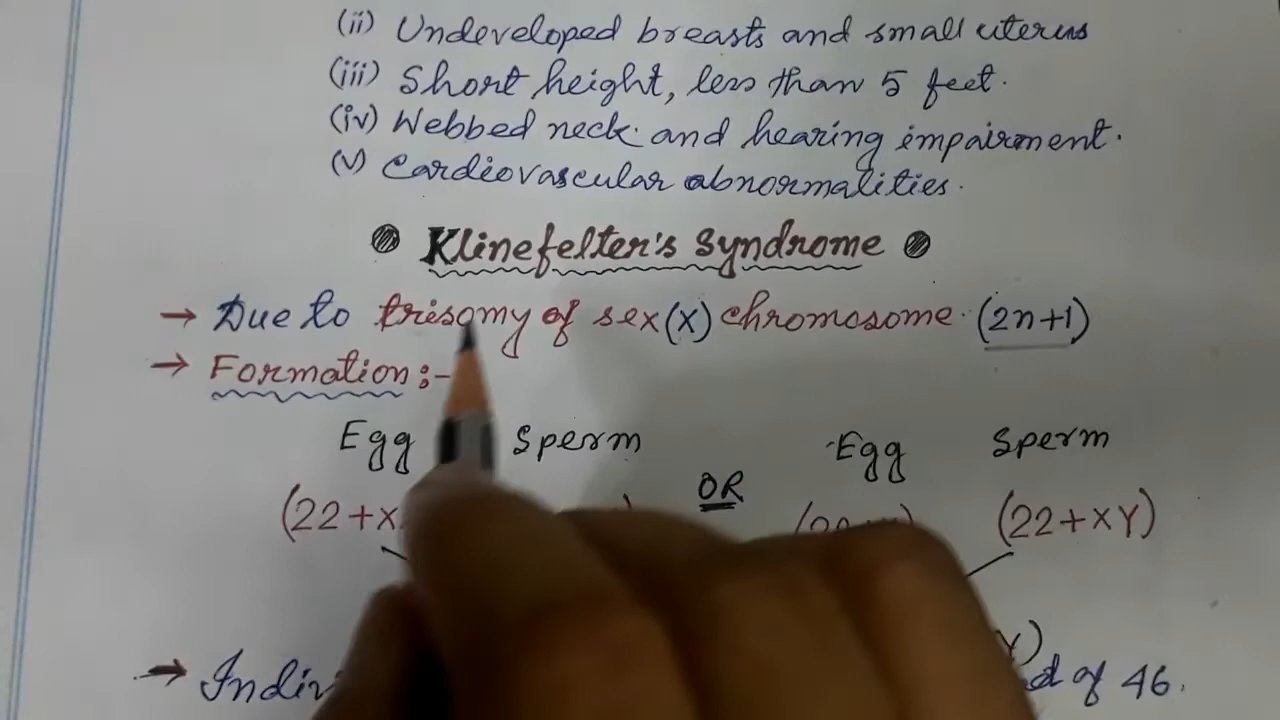 (ii) Undeveloped breasts and small uterus
(iii) Short height, less than 5 feet.
(iv) Webbed neck and hearing impairment.
(v) Cardiovascular abnormalities.
Klinefelter's Syndrome
→ Due to trisomy of sex(X) chromosome (2n+1)
→ Formation :-
Egg Sperm OR Egg Sperm
(22+X (22+XY)
Y)
→ of 46.